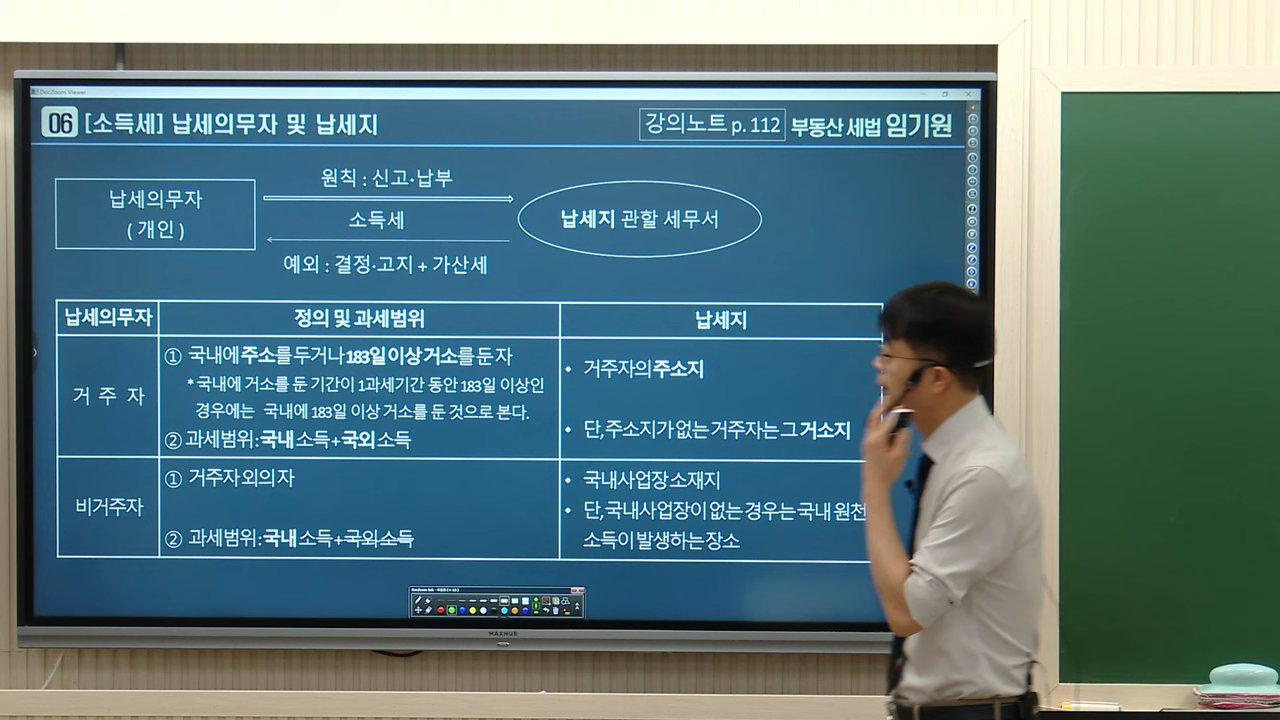 DocZoom Viewer
06 [소득세] 납세의무자 및 납세지
강의노트 p. 112 부동산 세법 임기원
납세의무자
( 개인 )
원칙 : 신고·납부
소득세
예외 : 결정·고지 + 가산세
납세지 관할 세무서
납세의무자 정의 및 과세범위 납세지
거 주 자
① 국내에 주소를 두거나 183일 이상 거소를 둔 자
* 국내에 거소를 둔 기간이 1과세기간 동안 183일 이상인
경우에는 국내에 183일 이상 거소를 둔 것으로 본다.
② 과세범위 : 국내 소득 + 국외 소득
• 거주자의 주소지
• 단, 주소지가 없는 거주자는 그 거소지
비거주자
① 거주자 외의 자
② 과세범위 : 국내 소득 + 국외 소득
• 국내사업장 소재지
• 단, 국내사업장이 없는 경우는 국내 원천
소득이 발생하는 장소
MAXHUB